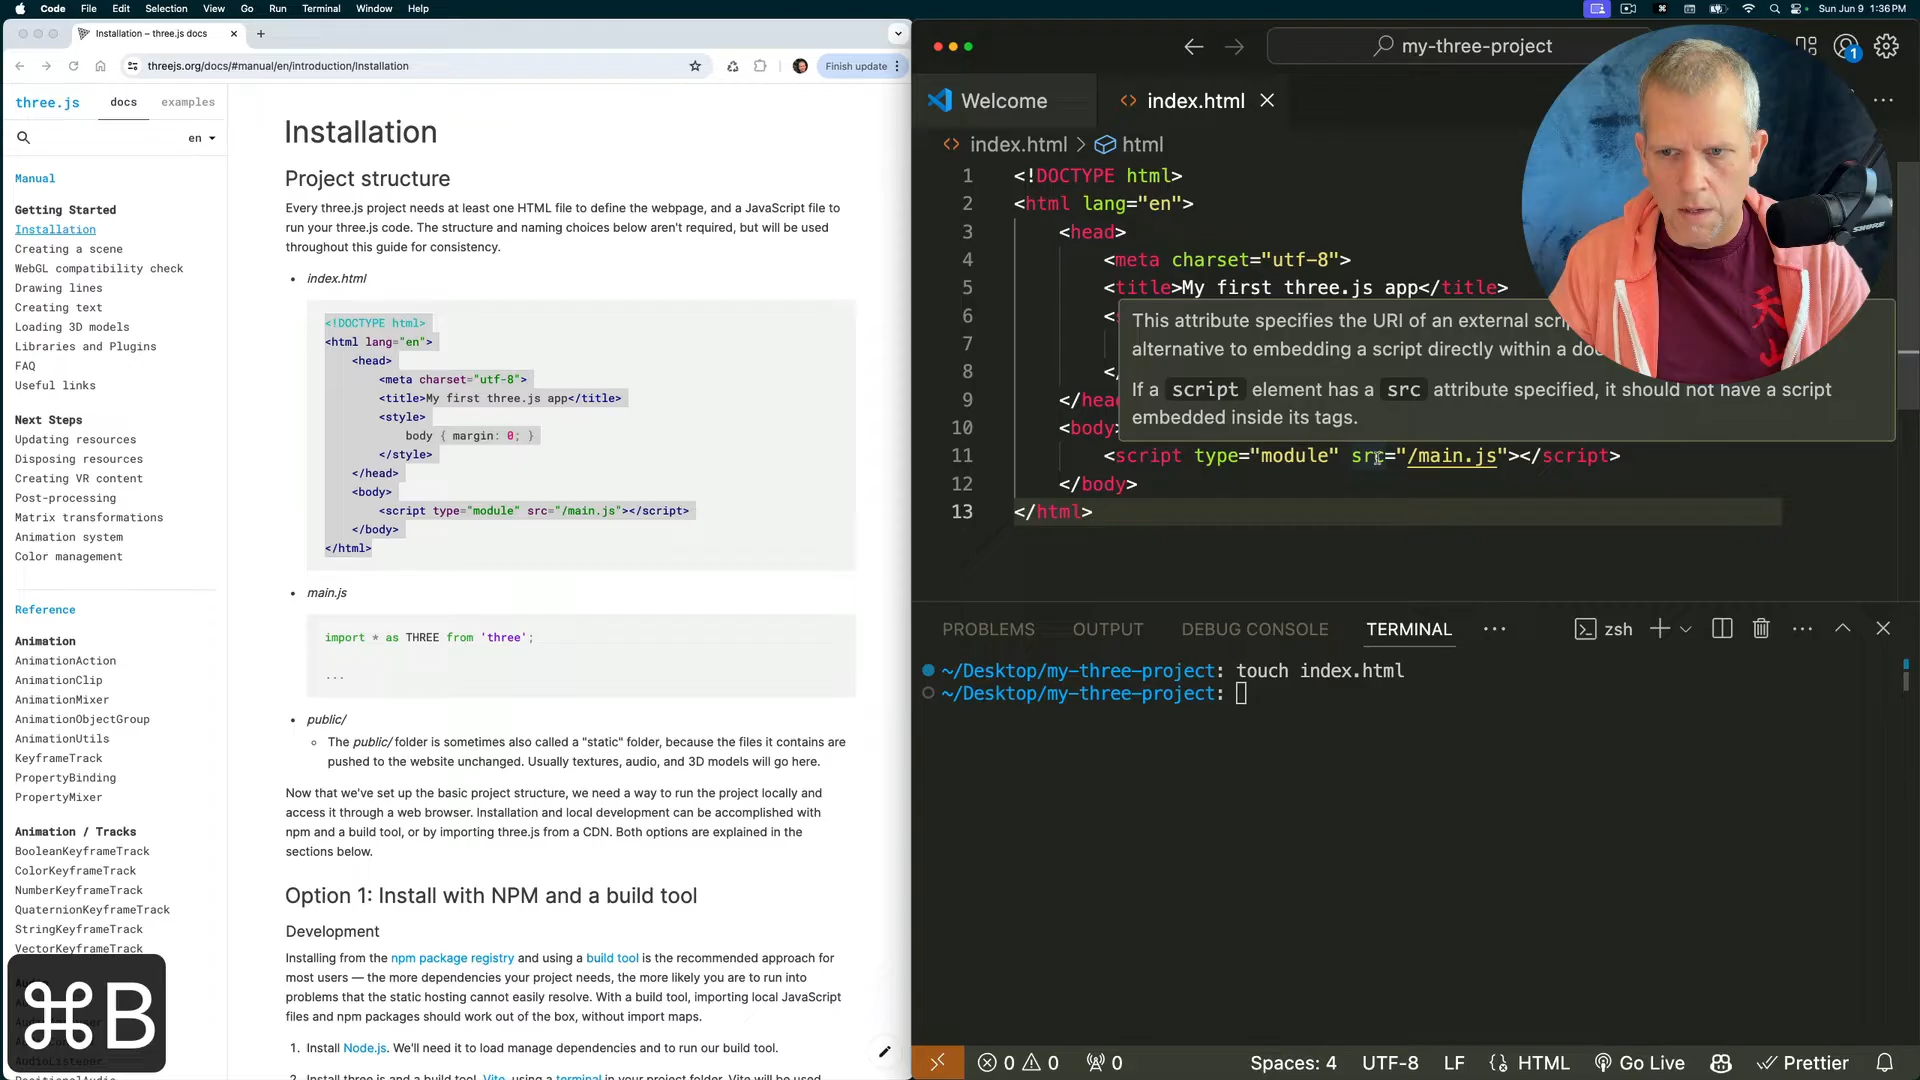 Code File Edit Selection View Go Run Terminal Window Help
Sun Jun 9 1:36 PM
Installation – three.js docs
threejs.org/docs/#manual/en/introduction/Installation
Finish update
three.js docs examples
en
Manual
Getting Started
Installation
Creating a scene
WebGL compatibility check
Drawing lines
Creating text
Loading 3D models
Libraries and Plugins
FAQ
Useful links
Next Steps
Updating resources
Disposing resources
Creating VR content
Post-processing
Matrix transformations
Animation system
Color management
Reference
Animation
AnimationAction
AnimationClip
AnimationMixer
AnimationObjectGroup
AnimationUtils
KeyframeTrack
PropertyBinding
PropertyMixer
Animation / Tracks
BooleanKeyframeTrack
ColorKeyframeTrack
NumberKeyframeTrack
QuaternionKeyframeTrack
StringKeyframeTrack
VectorKeyframeTrack
⌘B
Installation
Project structure
Every three.js project needs at least one HTML file to define the webpage, and a JavaScript file to
run your three.js code. The structure and naming choices below aren't required, but will be used
throughout this guide for consistency.
• index.html
<!DOCTYPE html>
<html lang="en">
<head>
<meta charset="utf-8">
<title>My first three.js app</title>
<style>
body { margin: 0; }
</style>
</head>
<body>
<script type="module" src="/main.js"></script>
</body>
</html>
• main.js
import * as THREE from 'three';
...
• public/
The public/ folder is sometimes also called a "static" folder, because the files it contains are
pushed to the website unchanged. Usually textures, audio, and 3D models will go here.
Now that we've set up the basic project structure, we need a way to run the project locally and
access it through a web browser. Installation and local development can be accomplished with
npm and a build tool, or by importing three.js from a CDN. Both options are explained in the
sections below.
Option 1: Install with NPM and a build tool
Development
Installing from the npm package registry and using a build tool is the recommended approach for
most users — the more dependencies your project needs, the more likely you are to run into
problems that the static hosting cannot easily resolve. With a build tool, importing local JavaScript
files and npm packages should work out of the box, without import maps.
1. Install Node.js. We'll need it to load manage dependencies and to run our build tool.
2. Install three.js and a build tool, Vite, using a terminal in your project folder. Vite will be used
my-three-project
1
Welcome index.html
index.html > html
1 <!DOCTYPE html>
2 <html lang="en">
3 <head>
4 <meta charset="utf-8">
5 <title>My first three.js app</title>
6 <
7
8 </
9 </head
10 <body
This attribute specifies the URI of an external
alternative to embedding a script directly within a
If a script element has a src attribute specified, it should not have a script
embedded inside its tags.
11 <script type="module" src="/main.js"></script>
12 </body>
13 </html>
SHURE
天
PROBLEMS OUTPUT DEBUG CONSOLE TERMINAL ··· zsh
~/Desktop/my-three-project: touch index.html
~/Desktop/my-three-project:
0 0 0 Spaces: 4 UTF-8 LF {} HTML Go Live Prettier